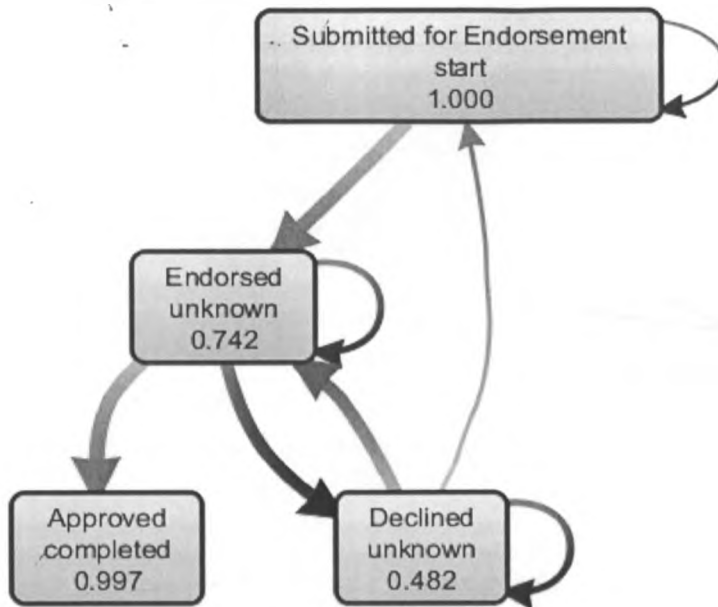 Submitted for Endorsement
start
1.000
Endorsed
unknown
0.742
Approved
completed
0.997
Declined
unknown
0.482